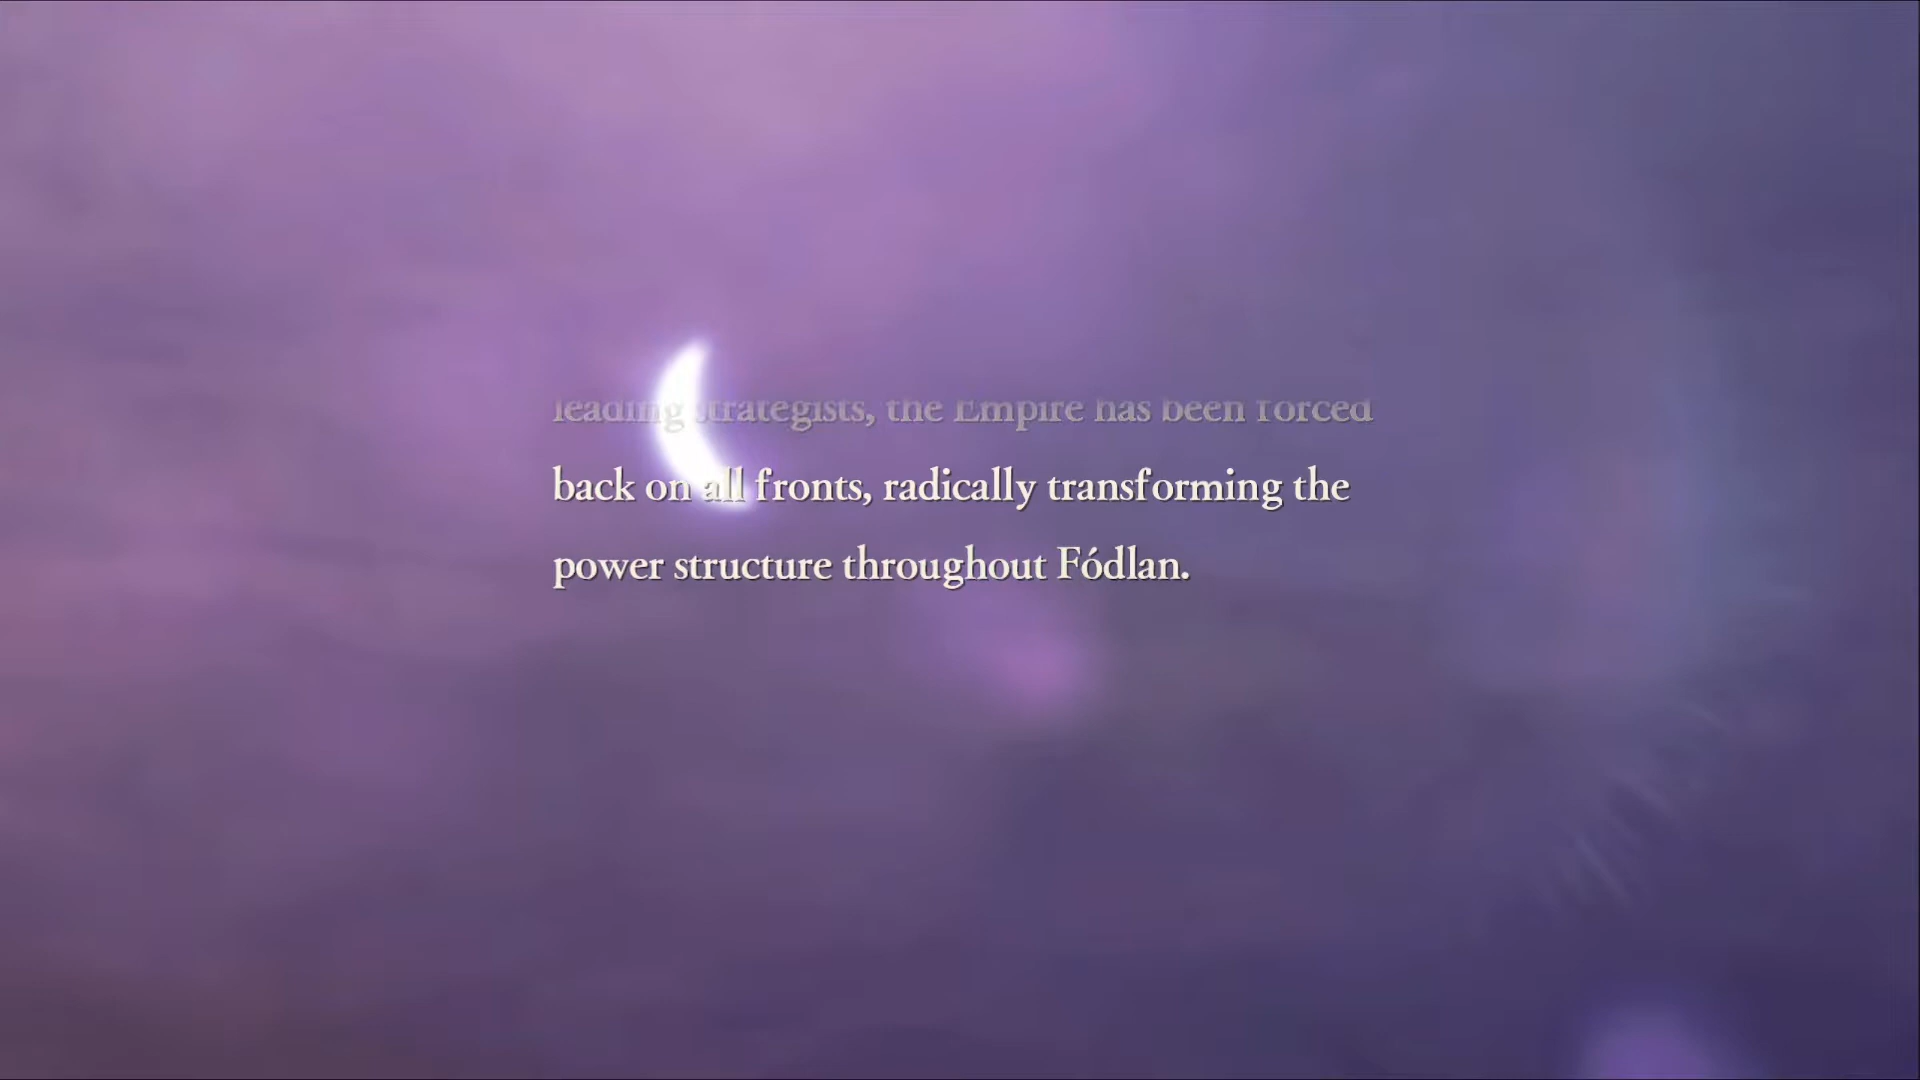 leading strategists, the Empire has been forced
back on all fronts, radically transforming the
power structure throughout Fódlan.